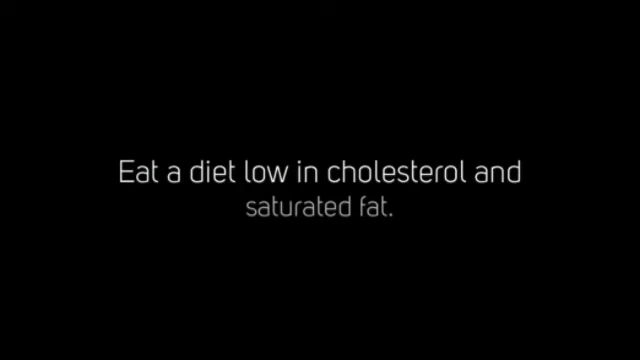 Eat a diet low in cholesterol and
saturated fat.